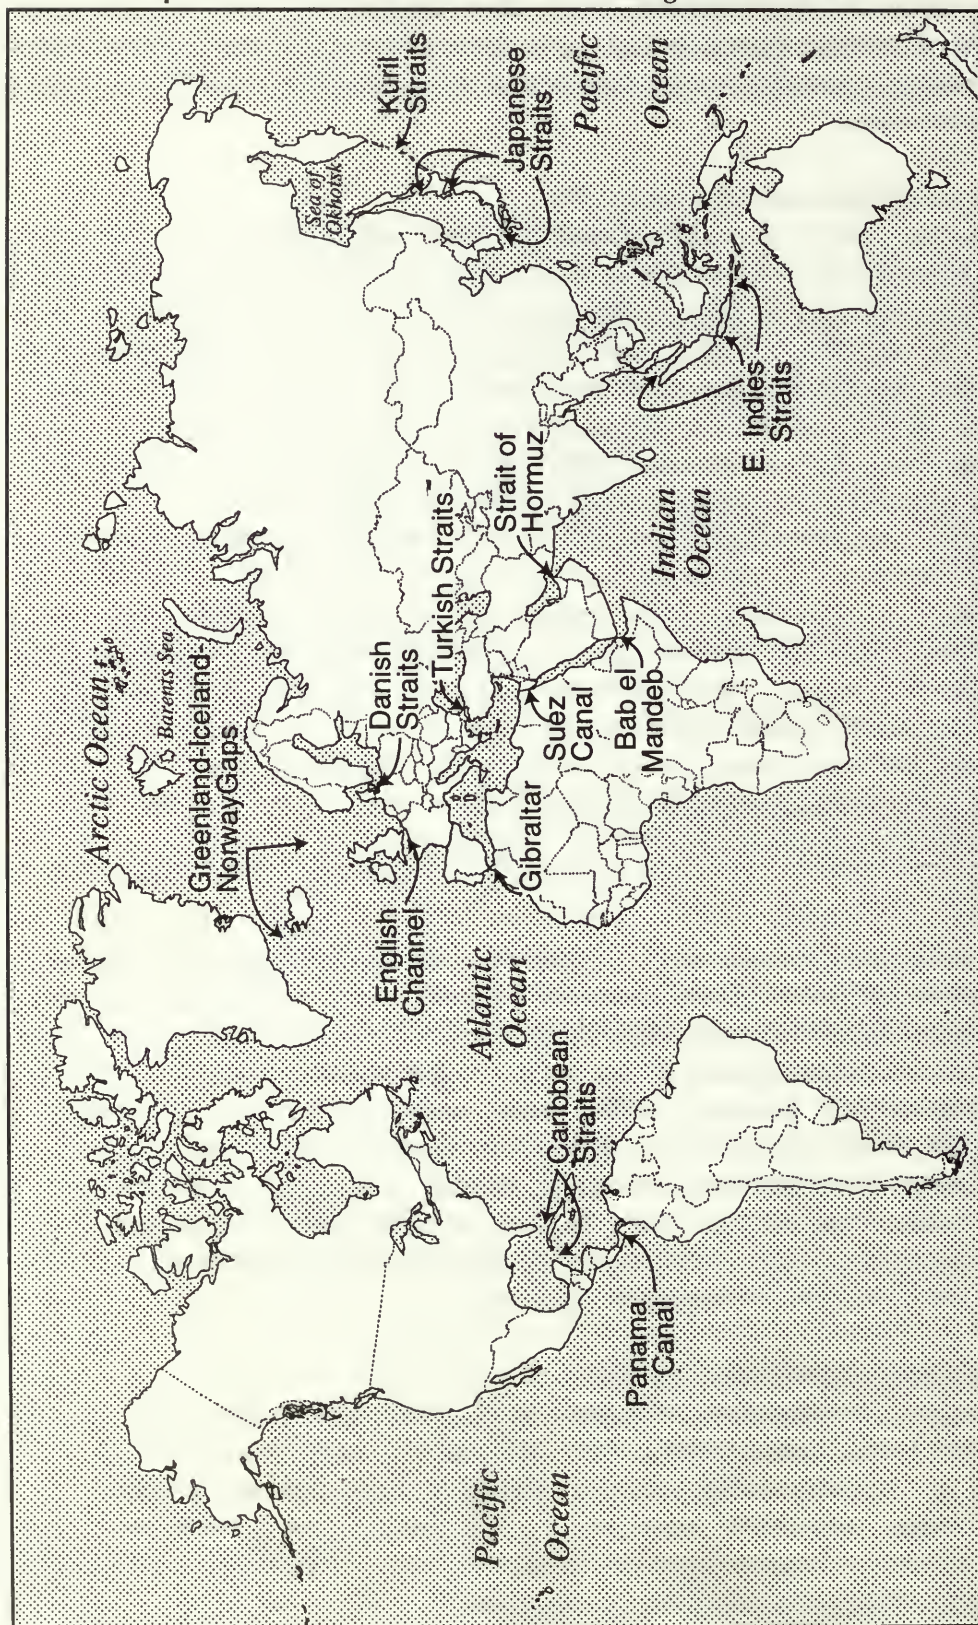 Arctic Ocean
Barents Sea
Greenland-Iceland-
NorwayGaps
Danish
Straits
Turkish Straits
English
Channel
Gibraltar
Suez
Canal
Bab el
Mandeb
Strait of
Hormuz
Sea of
Okhotsk
Kuril
Straits
Japanese
Straits
E. Indies
Straits
Pacific
Ocean
Indian
Ocean
Atlantic
Ocean
Caribbean
Straits
Panama
Canal
Pacific
Ocean